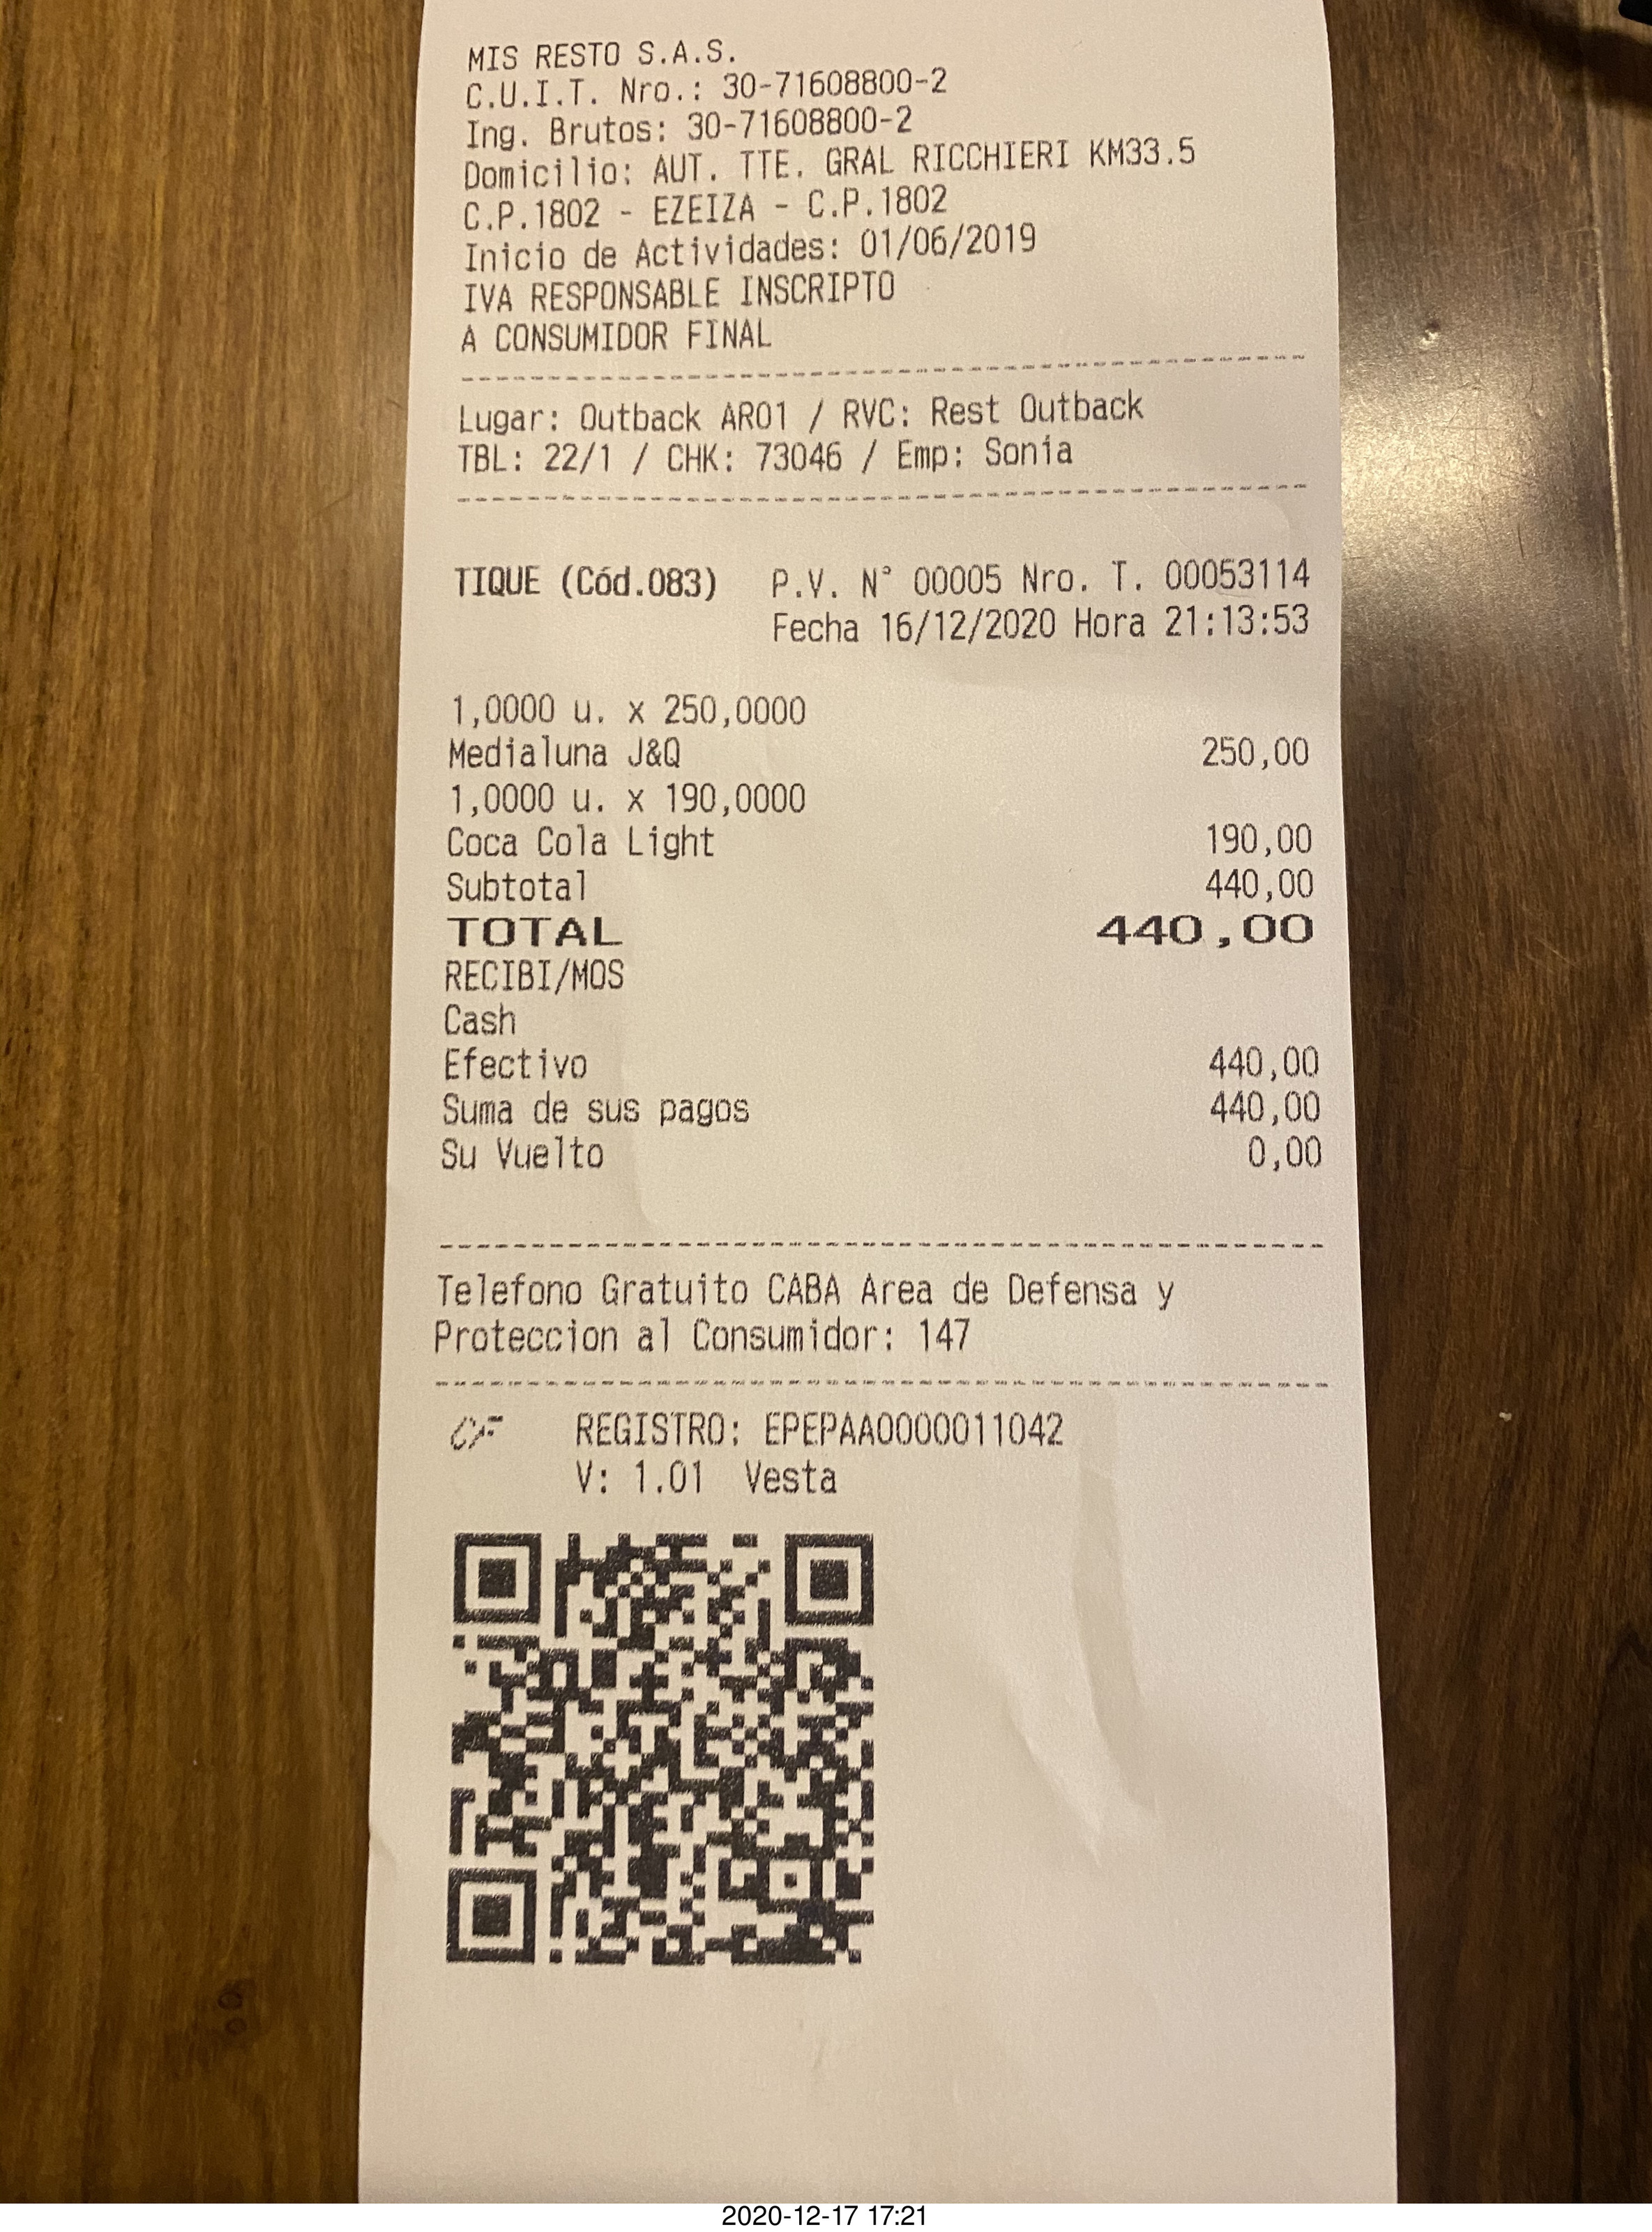 MIS RESTO S.A.S.
C.U.I.T. Nro.: 30-71608800-2
Ing. Brutos: 30-71608800-2
Domicilio: AUT. TTE. GRAL RICCHIERI KM33.5
C.P.1802 - EZEIZA - C.P.1802
Inicio de Actividades: 01/06/2019
IVA RESPONSABLE INSCRIPTO
A CONSUMIDOR FINAL
Lugar: Outback AR01 / RVC: Rest Outback
TBL: 22/1 / CHK: 73046 / Emp: Sonia
TIQUE (Cód.083) P.V. N° 00005 Nro. T. 00053114
Fecha 16/12/2020 Hora 21:13:53
1,0000 u. x 250,0000
Medialuna J&Q 250,00
1,0000 u. x 190,0000
Coca Cola Light 190,00
Subtotal 440,00
TOTAL 440,00
RECIBI/MOS
Cash
Efectivo 440,00
Suma de sus pagos 440,00
Su Vuelto 0,00
Telefono Gratuito CABA Area de Defensa y
Proteccion al Consumidor: 147
CF REGISTRO: EPEPAA0000011042
V: 1.01 Vesta
2020-12-17 17:21